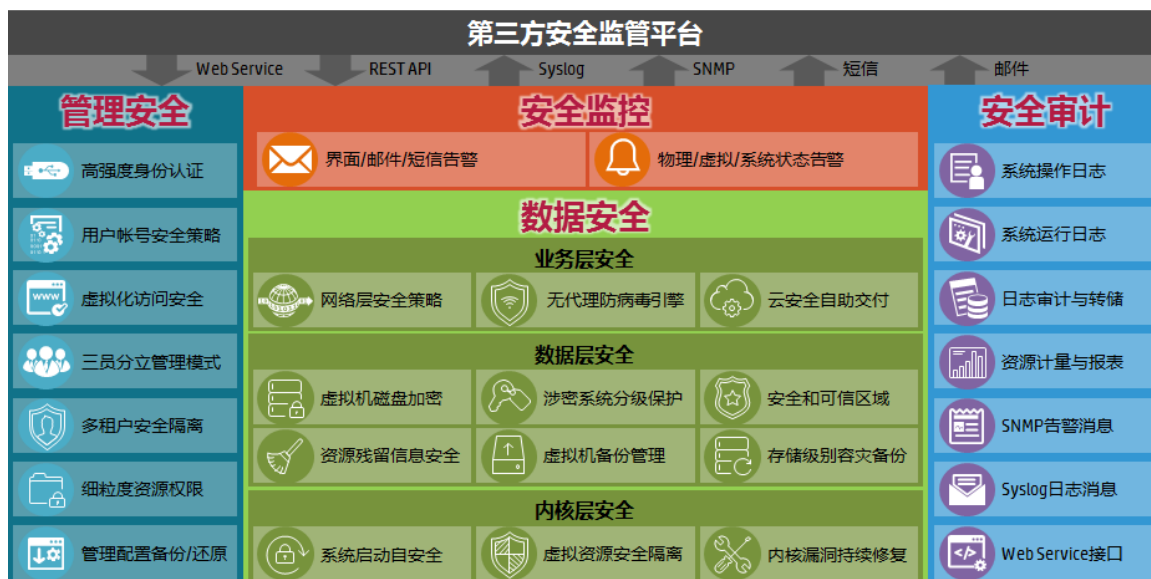 第三方安全监管平台
Web Service
REST API
Syslog
SNMP
短信
邮件
管理安全
高强度身份认证
用户帐号安全策略
www
虚拟化访问安全
三员分立管理模式
多租户安全隔离
细粒度资源权限
管理配置备份/还原
安全监控
界面/邮件/短信告警
物理/虚拟/系统状态告警
数据安全
业务层安全
网络层安全策略
无代理防病毒引擎
云安全自助交付
数据层安全
虚拟机磁盘加密
涉密系统分级保护
安全和可信区域
资源残留信息安全
虚拟机备份管理
存储级别容灾备份
内核层安全
系统启动自安全
虚拟资源安全隔离
内核漏洞持续修复
安全审计
系统操作日志
系统运行日志
日志审计与转储
资源计量与报表
SNMP告警消息
Syslog日志消息
Web Service接口